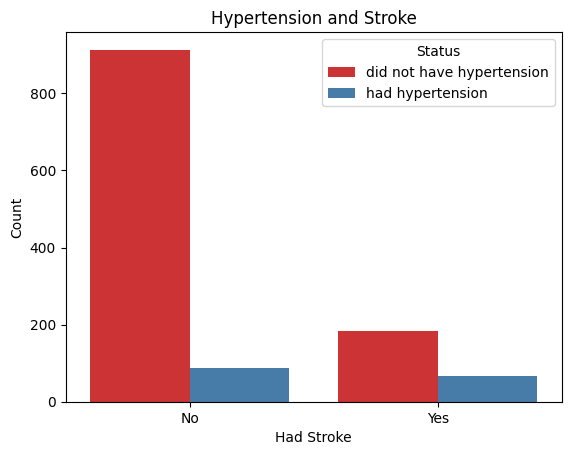 Hypertension and Stroke
Status
did not have hypertension
had hypertension
Count
800
600
400
200
0
No
Yes
Had Stroke